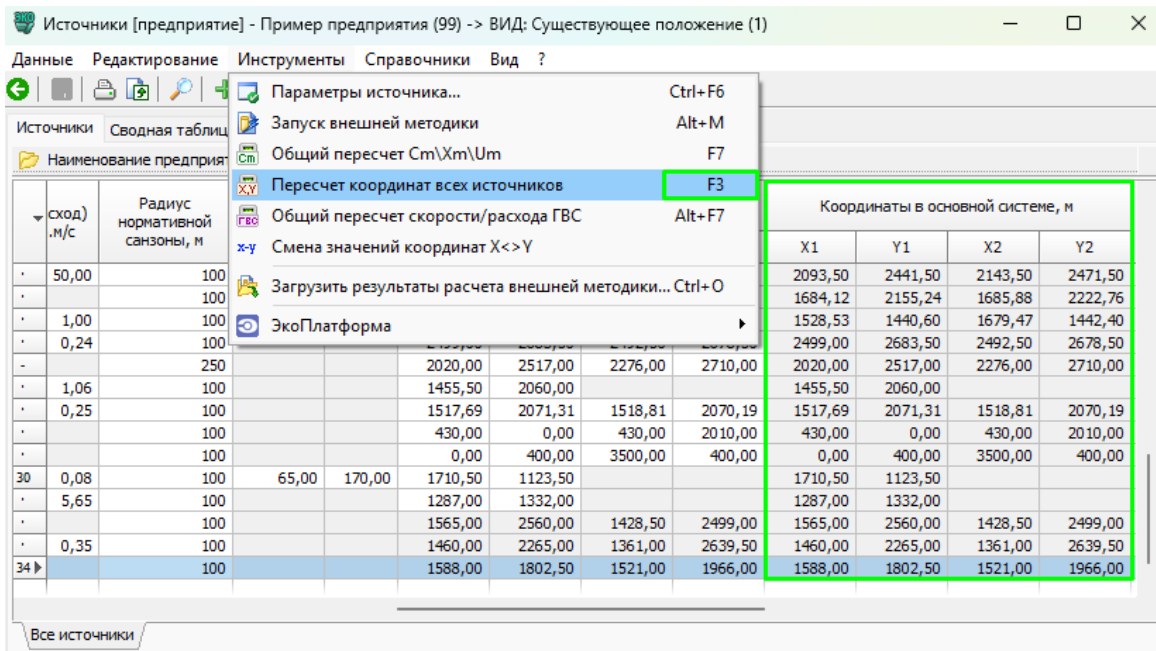 Источники [предприятие] - Пример предприятия (99) -> ВИД: Существующее положение (1)
Данные Редактирование Инструменты Справочники Вид ?
Параметры источника... Ctrl+F6
Запуск внешней методики Alt+M
Общий пересчет Cm\Xm\Um F7
Пересчет координат всех источников F3
Общий пересчет скорости/расхода ГВС Alt+F7
Смена значений координат X<>Y
Загрузить результаты расчета внешней методики... Ctrl+O
ЭкоПлатформа
Источники Сводная таблиц
Наименование предприят
сход) .м/с Радиус нормативной санзоны, м Координаты в основной системе, м
X1 Y1 X2 Y2
50,00 100 2093,50 2441,50 2143,50 2471,50
100 1684,12 2155,24 1685,88 2222,76
1,00 100 1528,53 1440,60 1679,47 1442,40
0,24 100 2499,00 2683,50 2492,50 2678,50
250 2020,00 2517,00 2276,00 2710,00 2020,00 2517,00 2276,00 2710,00
1,06 100 1455,50 2060,00 1455,50 2060,00
0,25 100 1517,69 2071,31 1518,81 2070,19 1517,69 2071,31 1518,81 2070,19
100 430,00 0,00 430,00 2010,00 430,00 0,00 430,00 2010,00
100 0,00 400,00 3500,00 400,00 0,00 400,00 3500,00 400,00
30 0,08 100 65,00 170,00 1710,50 1123,50 1710,50 1123,50
5,65 100 1287,00 1332,00 1287,00 1332,00
100 1565,00 2560,00 1428,50 2499,00 1565,00 2560,00 1428,50 2499,00
0,35 100 1460,00 2265,00 1361,00 2639,50 1460,00 2265,00 1361,00 2639,50
34 100 1588,00 1802,50 1521,00 1966,00 1588,00 1802,50 1521,00 1966,00
Все источники